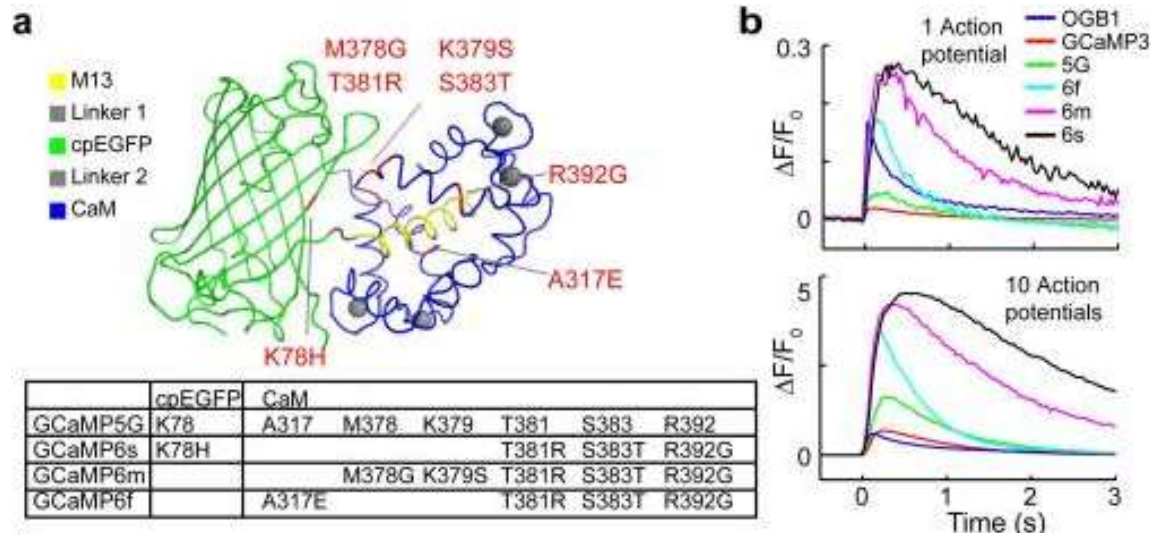 a
M13
Linker 1
cpEGFP
Linker 2
CaM
M378G K379S
T381R S383T
R392G
A317E
K78H
cpEGFP CaM
GCaMP5G K78 A317 M378 K379 T381 S383 R392
GCaMP6s K78H T381R S383T R392G
GCaMP6m M378G K379S T381R S383T R392G
GCaMP6f A317E T381R S383T R392G
b
1 Action
potential
OGB1
GCaMP3
5G
6f
6m
6s
0.3
0
ΔF/F0
10 Action
potentials
5
0
ΔF/F0
0 1 2 3
Time (s)